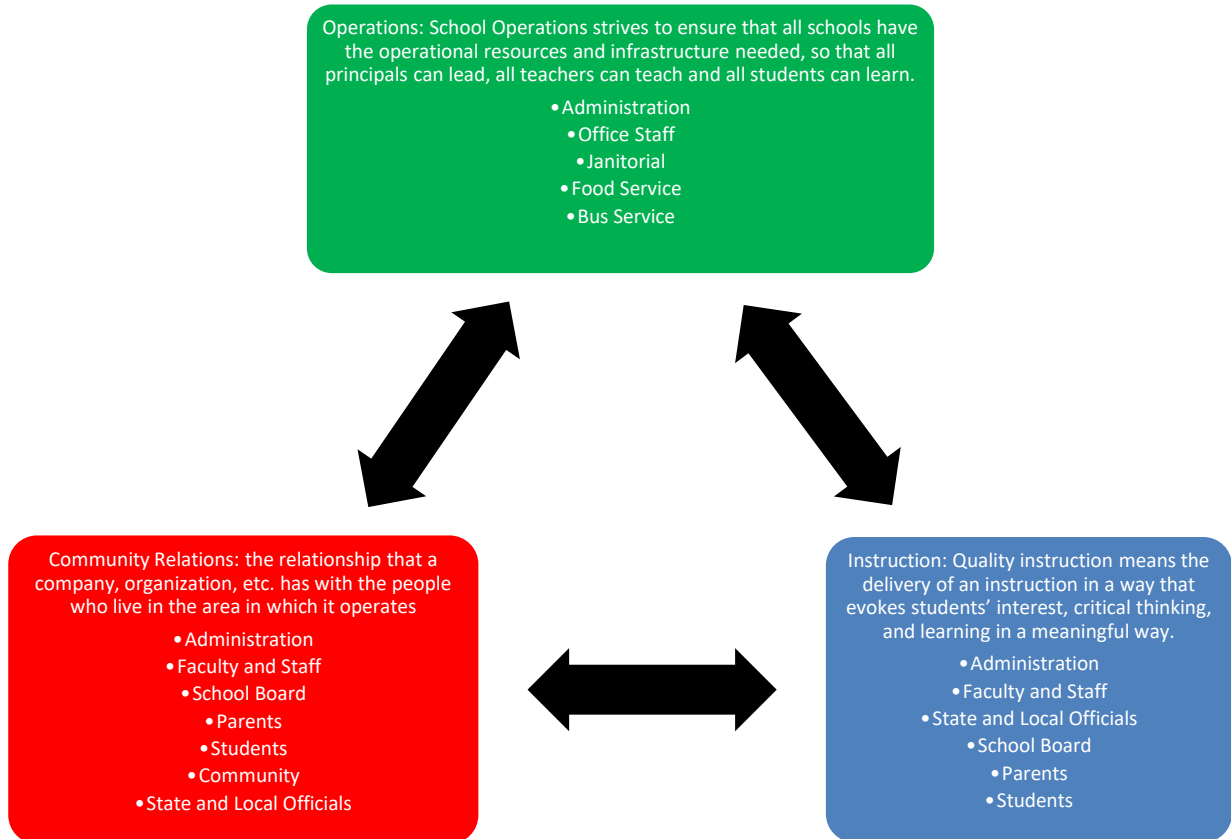 Operations: School Operations strives to ensure that all schools have
the operational resources and infrastructure needed, so that all
principals can lead, all teachers can teach and all students can learn.
•Administration
•Office Staff
•Janitorial
•Food Service
•Bus Service
Community Relations: the relationship that a
company, organization, etc. has with the people
who live in the area in which it operates
•Administration
•Faculty and Staff
•School Board
•Parents
•Students
•Community
•State and Local Officials
Instruction: Quality instruction means the
delivery of an instruction in a way that
evokes students’ interest, critical thinking,
and learning in a meaningful way.
•Administration
•Faculty and Staff
•State and Local Officials
•School Board
•Parents
•Students